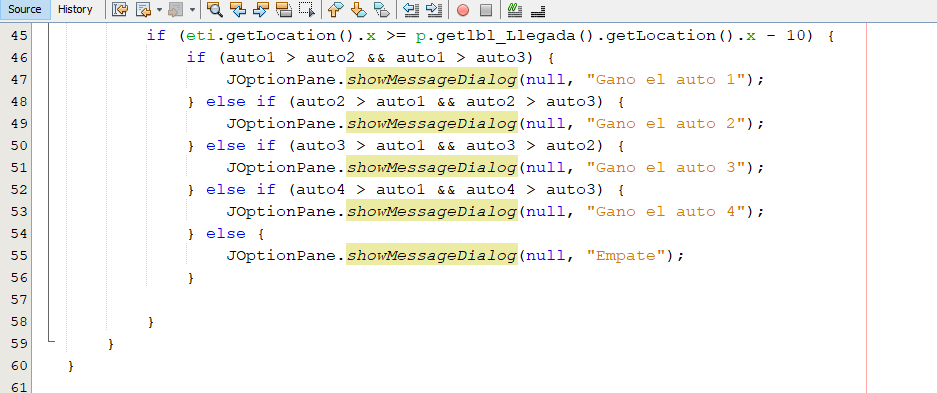 Source History
45 if (eti.getLocation().x >= p.getlbl_Llegada().getLocation().x - 10) {
46 if (auto1 > auto2 && auto1 > auto3) {
47 JOptionPane.showMessageDialog(null, "Gano el auto 1");
48 } else if (auto2 > auto1 && auto2 > auto3) {
49 JOptionPane.showMessageDialog(null, "Gano el auto 2");
50 } else if (auto3 > auto1 && auto3 > auto2) {
51 JOptionPane.showMessageDialog(null, "Gano el auto 3");
52 } else if (auto4 > auto1 && auto4 > auto3) {
53 JOptionPane.showMessageDialog(null, "Gano el auto 4");
54 } else {
55 JOptionPane.showMessageDialog(null, "Empate");
56 }
57
58 }
59 }
60 }
61